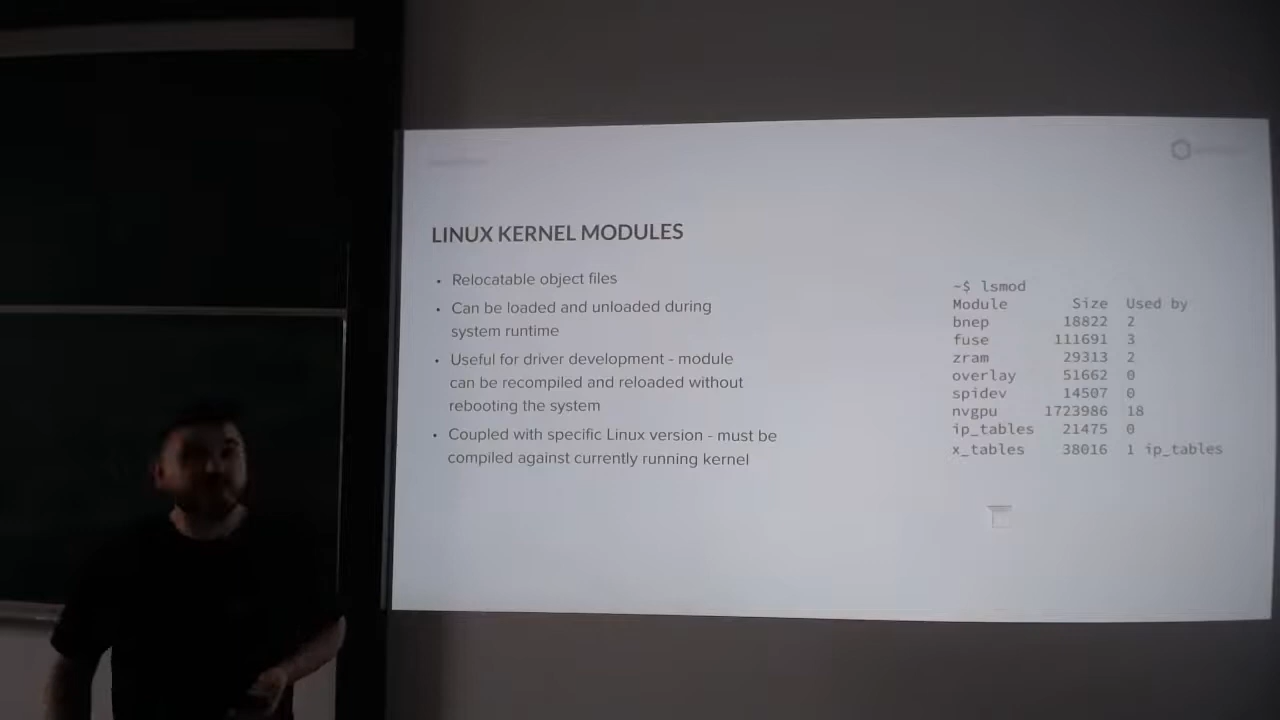 LINUX KERNEL MODULES
• Relocatable object files
• Can be loaded and unloaded during
system runtime
• Useful for driver development - module
can be recompiled and reloaded without
rebooting the system
• Coupled with specific Linux version - must be
compiled against currently running kernel
~$ lsmod
Module Size Used by
bnep 18822 2
fuse 111691 3
zram 29313 2
overlay 51662 0
spidev 14507 0
nvgpu 1723986 18
ip_tables 21475 0
x_tables 38016 1 ip_tables